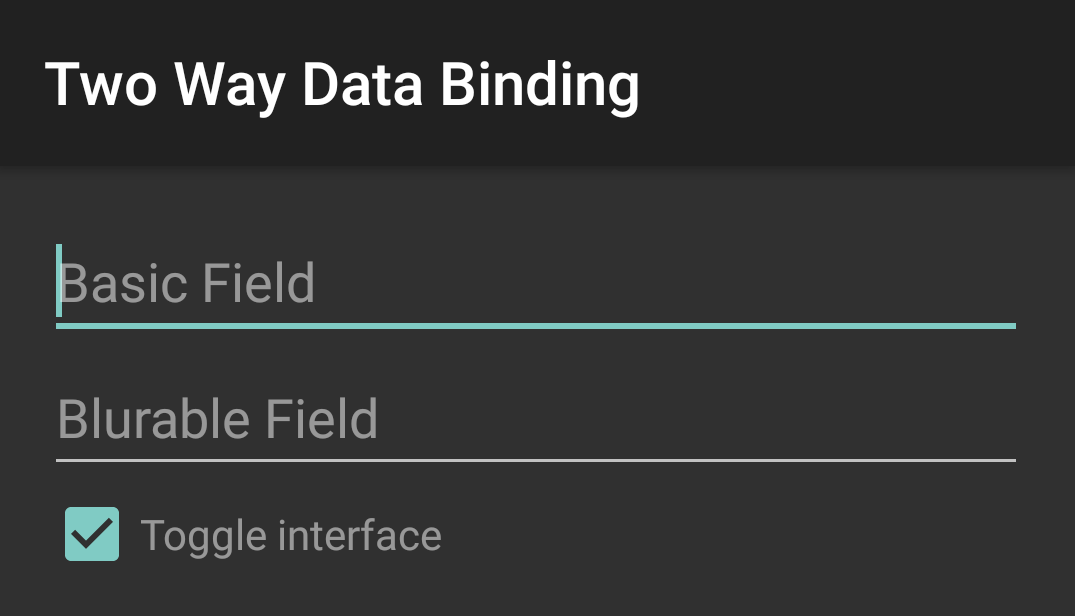 Two Way Data Binding
Basic Field
Blurable Field
Toggle interface